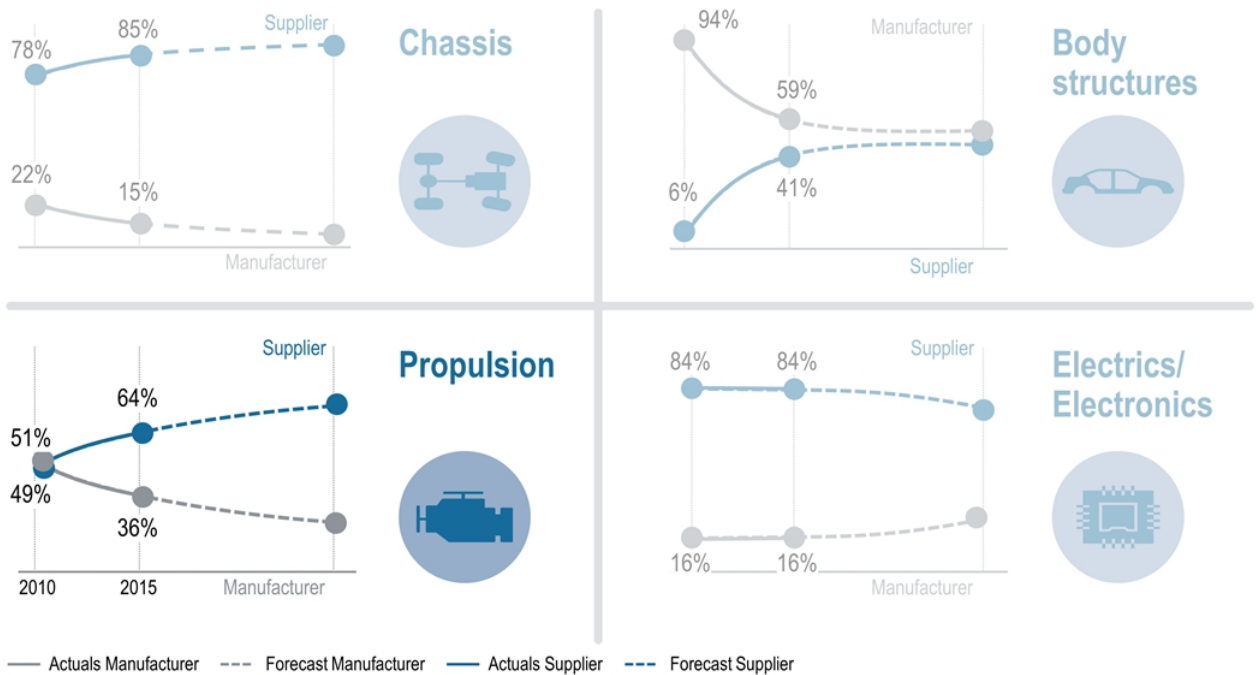 Supplier
Chassis
78%
85%
22%
15%
Manufacturer
94%
Manufacturer
Body
structures
59%
6%
41%
Supplier
Supplier
Propulsion
64%
51%
49%
36%
2010
2015
Manufacturer
84%
84%
Supplier
Electrics/
Electronics
16%
16%
Manufacturer
Actuals Manufacturer
Forecast Manufacturer
Actuals Supplier
Forecast Supplier